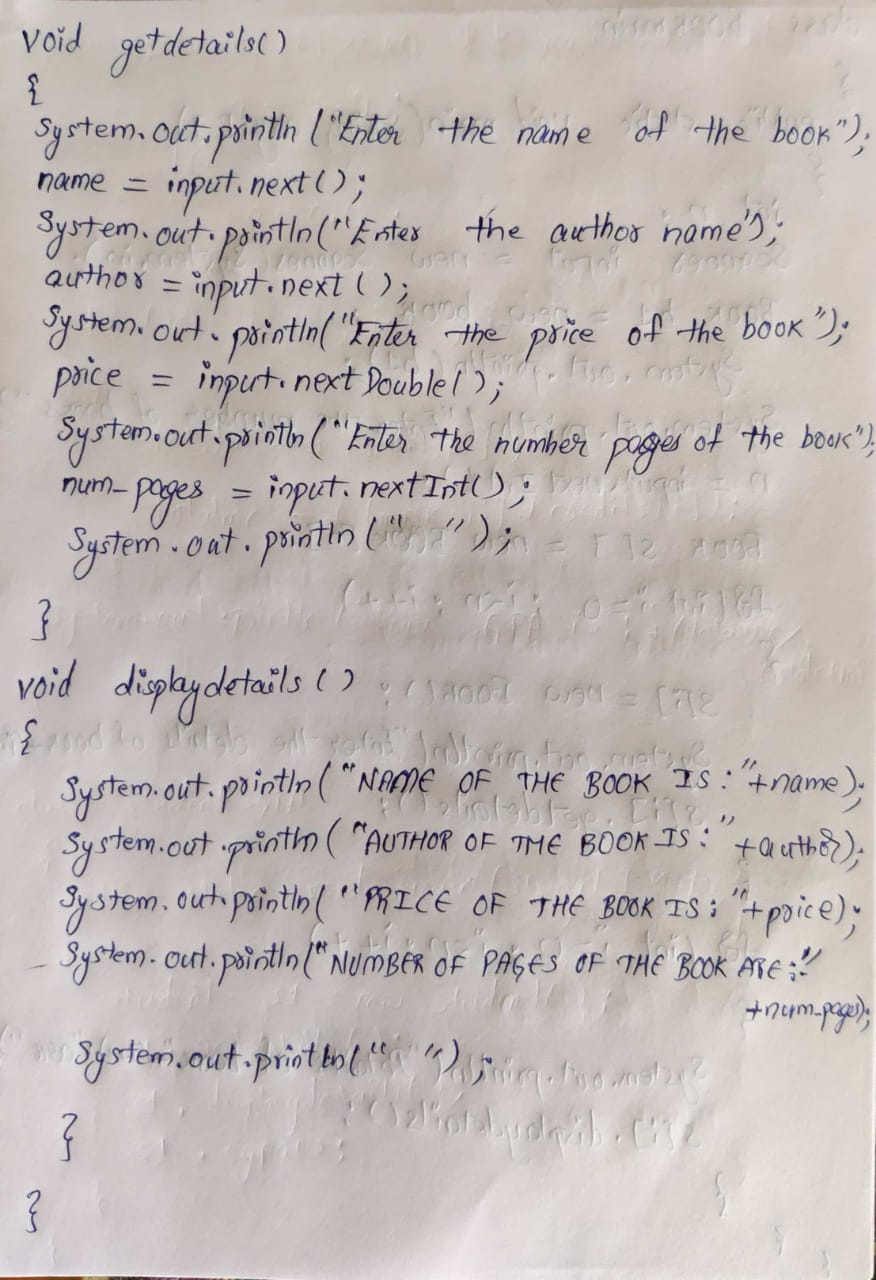 void getdetails()
{
System.out.println("Enter the name of the book");
name = input.next();
System.out.println("Enter the author name");
author = input.next();
System.out.println("Enter the price of the book");
price = input.nextDouble();
System.out.println("Enter the number pages of the book");
num_pages = input.nextInt();
System.out.println(" ");
}
void displaydetails()
{
System.out.println("NAME OF THE BOOK IS:"+name);
System.out.println("AUTHOR OF THE BOOK IS:"+author);
System.out.println("PRICE OF THE BOOK IS:"+price);
System.out.println("NUMBER OF PAGES OF THE BOOK ARE:"
+num_pages);
System.out.println(" ");
}
}